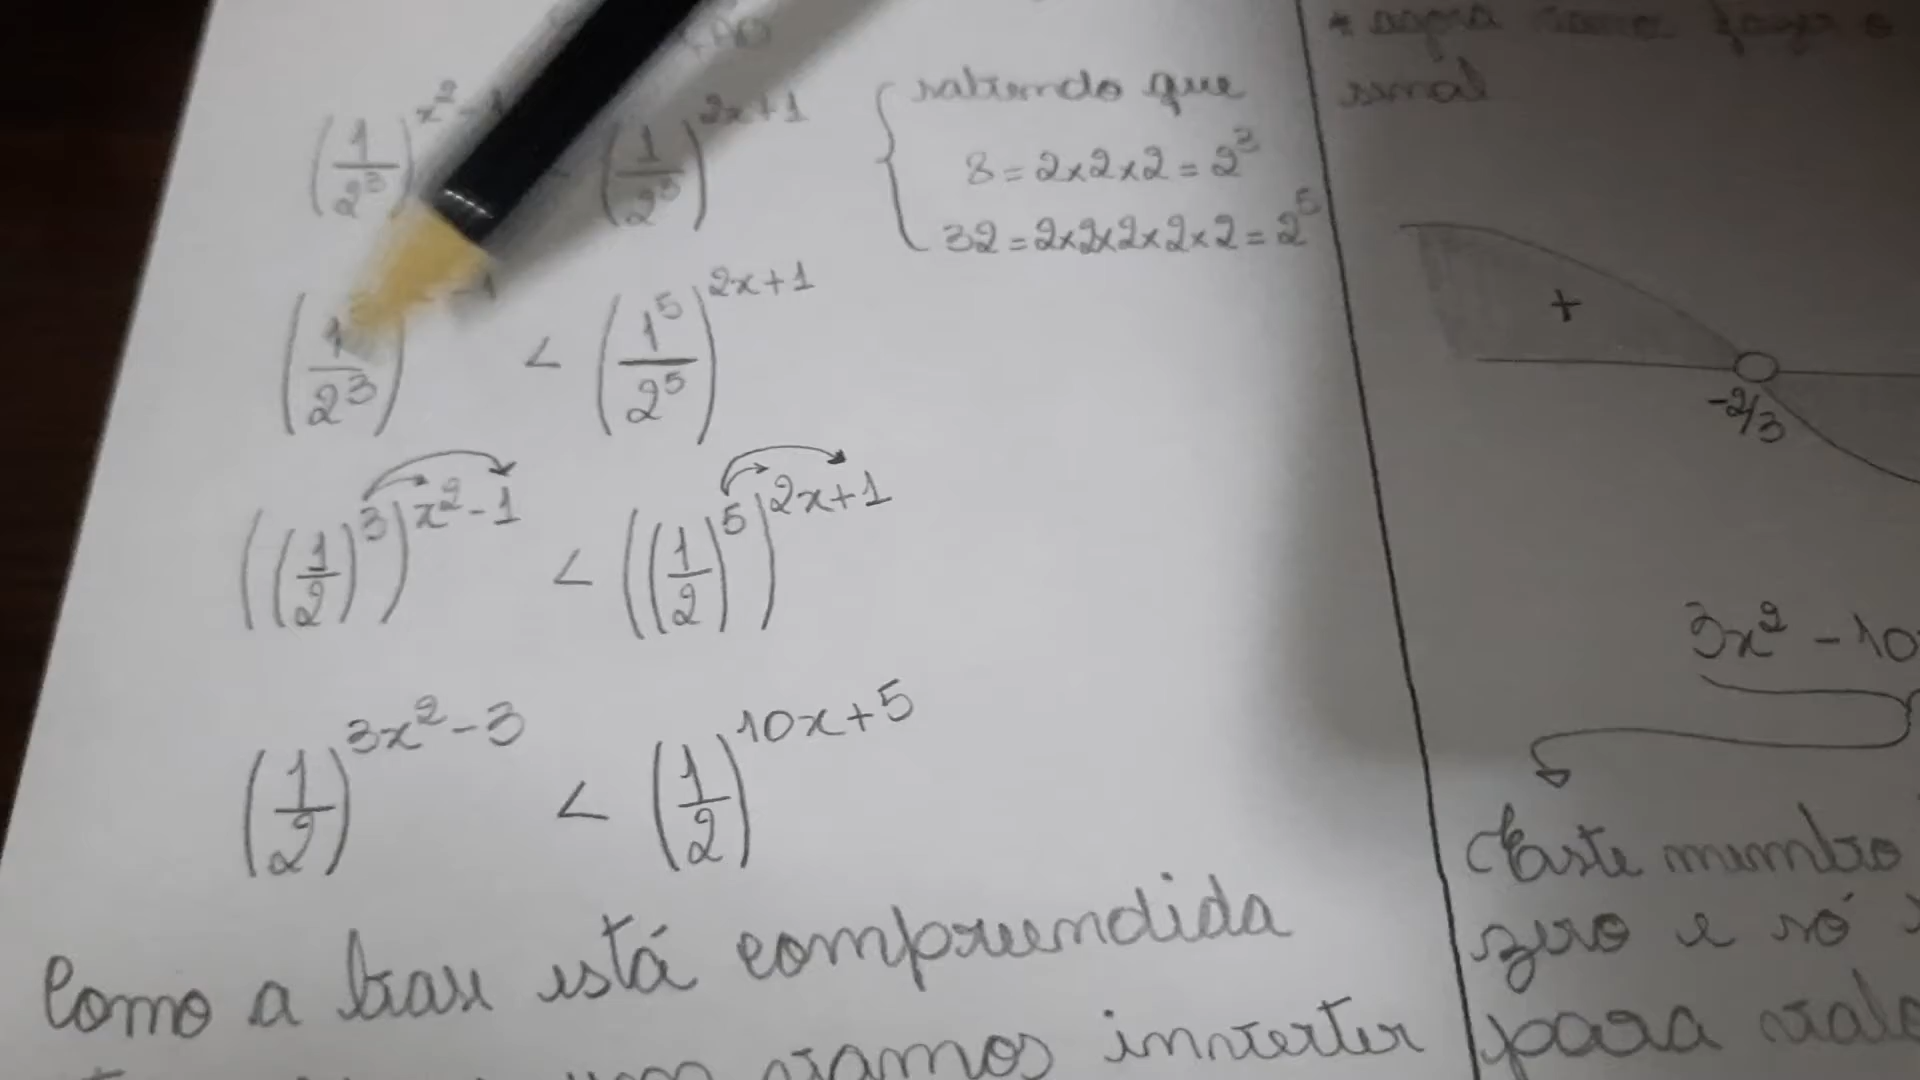 (1/2³)^x²-1 < (1/2⁵)^2x+1
sabendo que
8 = 2x2x2 = 2³
32 = 2x2x2x2x2 = 2⁵
(1³/2³) -1 < (1⁵/2⁵)^2x+1
((1/2)³)^x²-1 < ((1/2)⁵)^2x+1
(1/2)^3x²-3 < (1/2)^10x+5
Como a base está compreendida
vamos inverter
sinal
+
-2/3
3x² - 10
Este membro
zero e só
para